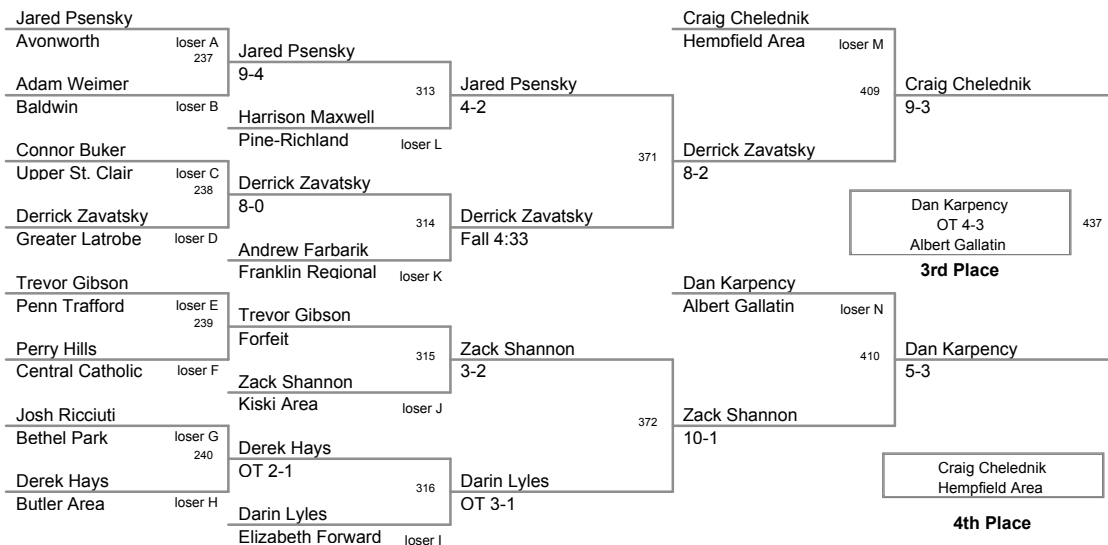 Jared Psensky
Avonworth
loser A
237
Adam Weimer
Baldwin
loser B
Connor Buker
Upper St. Clair
loser C
238
Derrick Zavatsky
Greater Latrobe
loser D
Trevor Gibson
Penn Trafford
loser E
239
Perry Hills
Central Catholic
loser F
Josh Ricciuti
Bethel Park
loser G
240
Derek Hays
Butler Area
loser H
Jared Psensky
9-4
313
Harrison Maxwell
Pine-Richland
loser L
Derrick Zavatsky
8-0
314
Andrew Farbarik
Franklin Regional
loser K
Trevor Gibson
Forfeit
315
Zack Shannon
Kiski Area
loser J
Derek Hays
OT 2-1
316
Darin Lyles
Elizabeth Forward
loser I
Jared Psensky
4-2
371
Derrick Zavatsky
Fall 4:33
Zack Shannon
3-2
372
Darin Lyles
OT 3-1
Craig Chelednik
Hempfield Area
loser M
409
Derrick Zavatsky
8-2
Dan Karpency
Albert Gallatin
loser N
410
Zack Shannon
10-1
Craig Chelednik
9-3
Dan Karpency
OT 4-3
Albert Gallatin
437
3rd Place
Dan Karpency
5-3
Craig Chelednik
Hempfield Area
4th Place